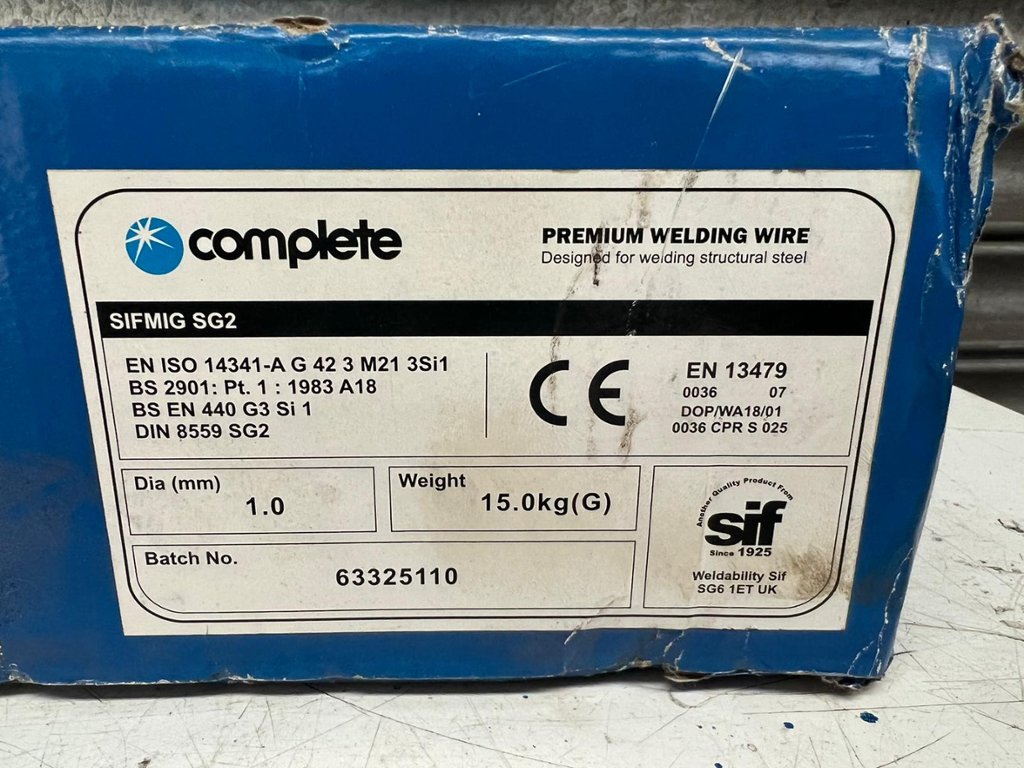 complete
PREMIUM WELDING WIRE
Designed for welding structural steel
SIFMIG SG2
EN ISO 14341-A G 42 3 M21 3Si1
BS 2901: Pt. 1 : 1983 A18
BS EN 440 G3 Si 1
DIN 8559 SG2
CE
EN 13479
0036 07
DOP/WA18/01
0036 CPR S 025
Dia (mm)
1.0
Weight
15.0kg(G)
Batch No.
63325110
Another Quality Product From
sif
Since 1925
Weldability Sif
SG6 1ET UK